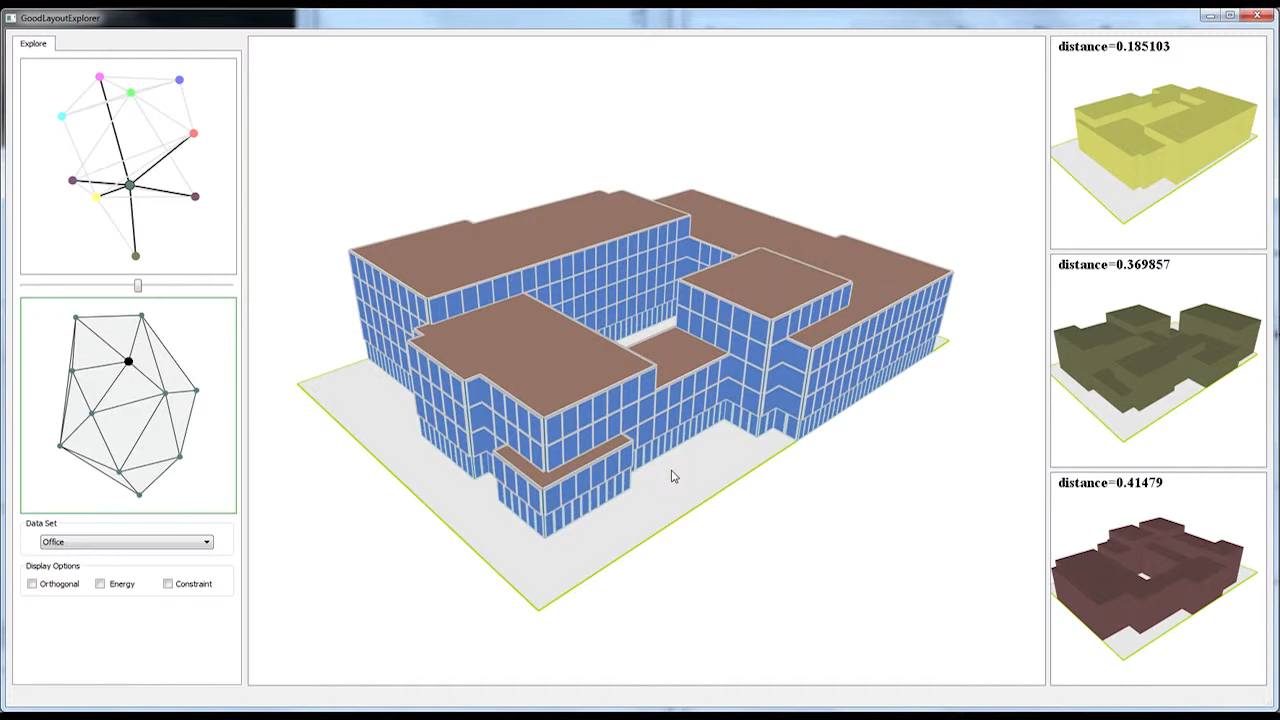 GoodLayoutExplorer
Explore
Data Set
Office
Display Options
Orthogonal
Energy
Constraint
distance=0.185103
distance=0.369857
distance=0.41479